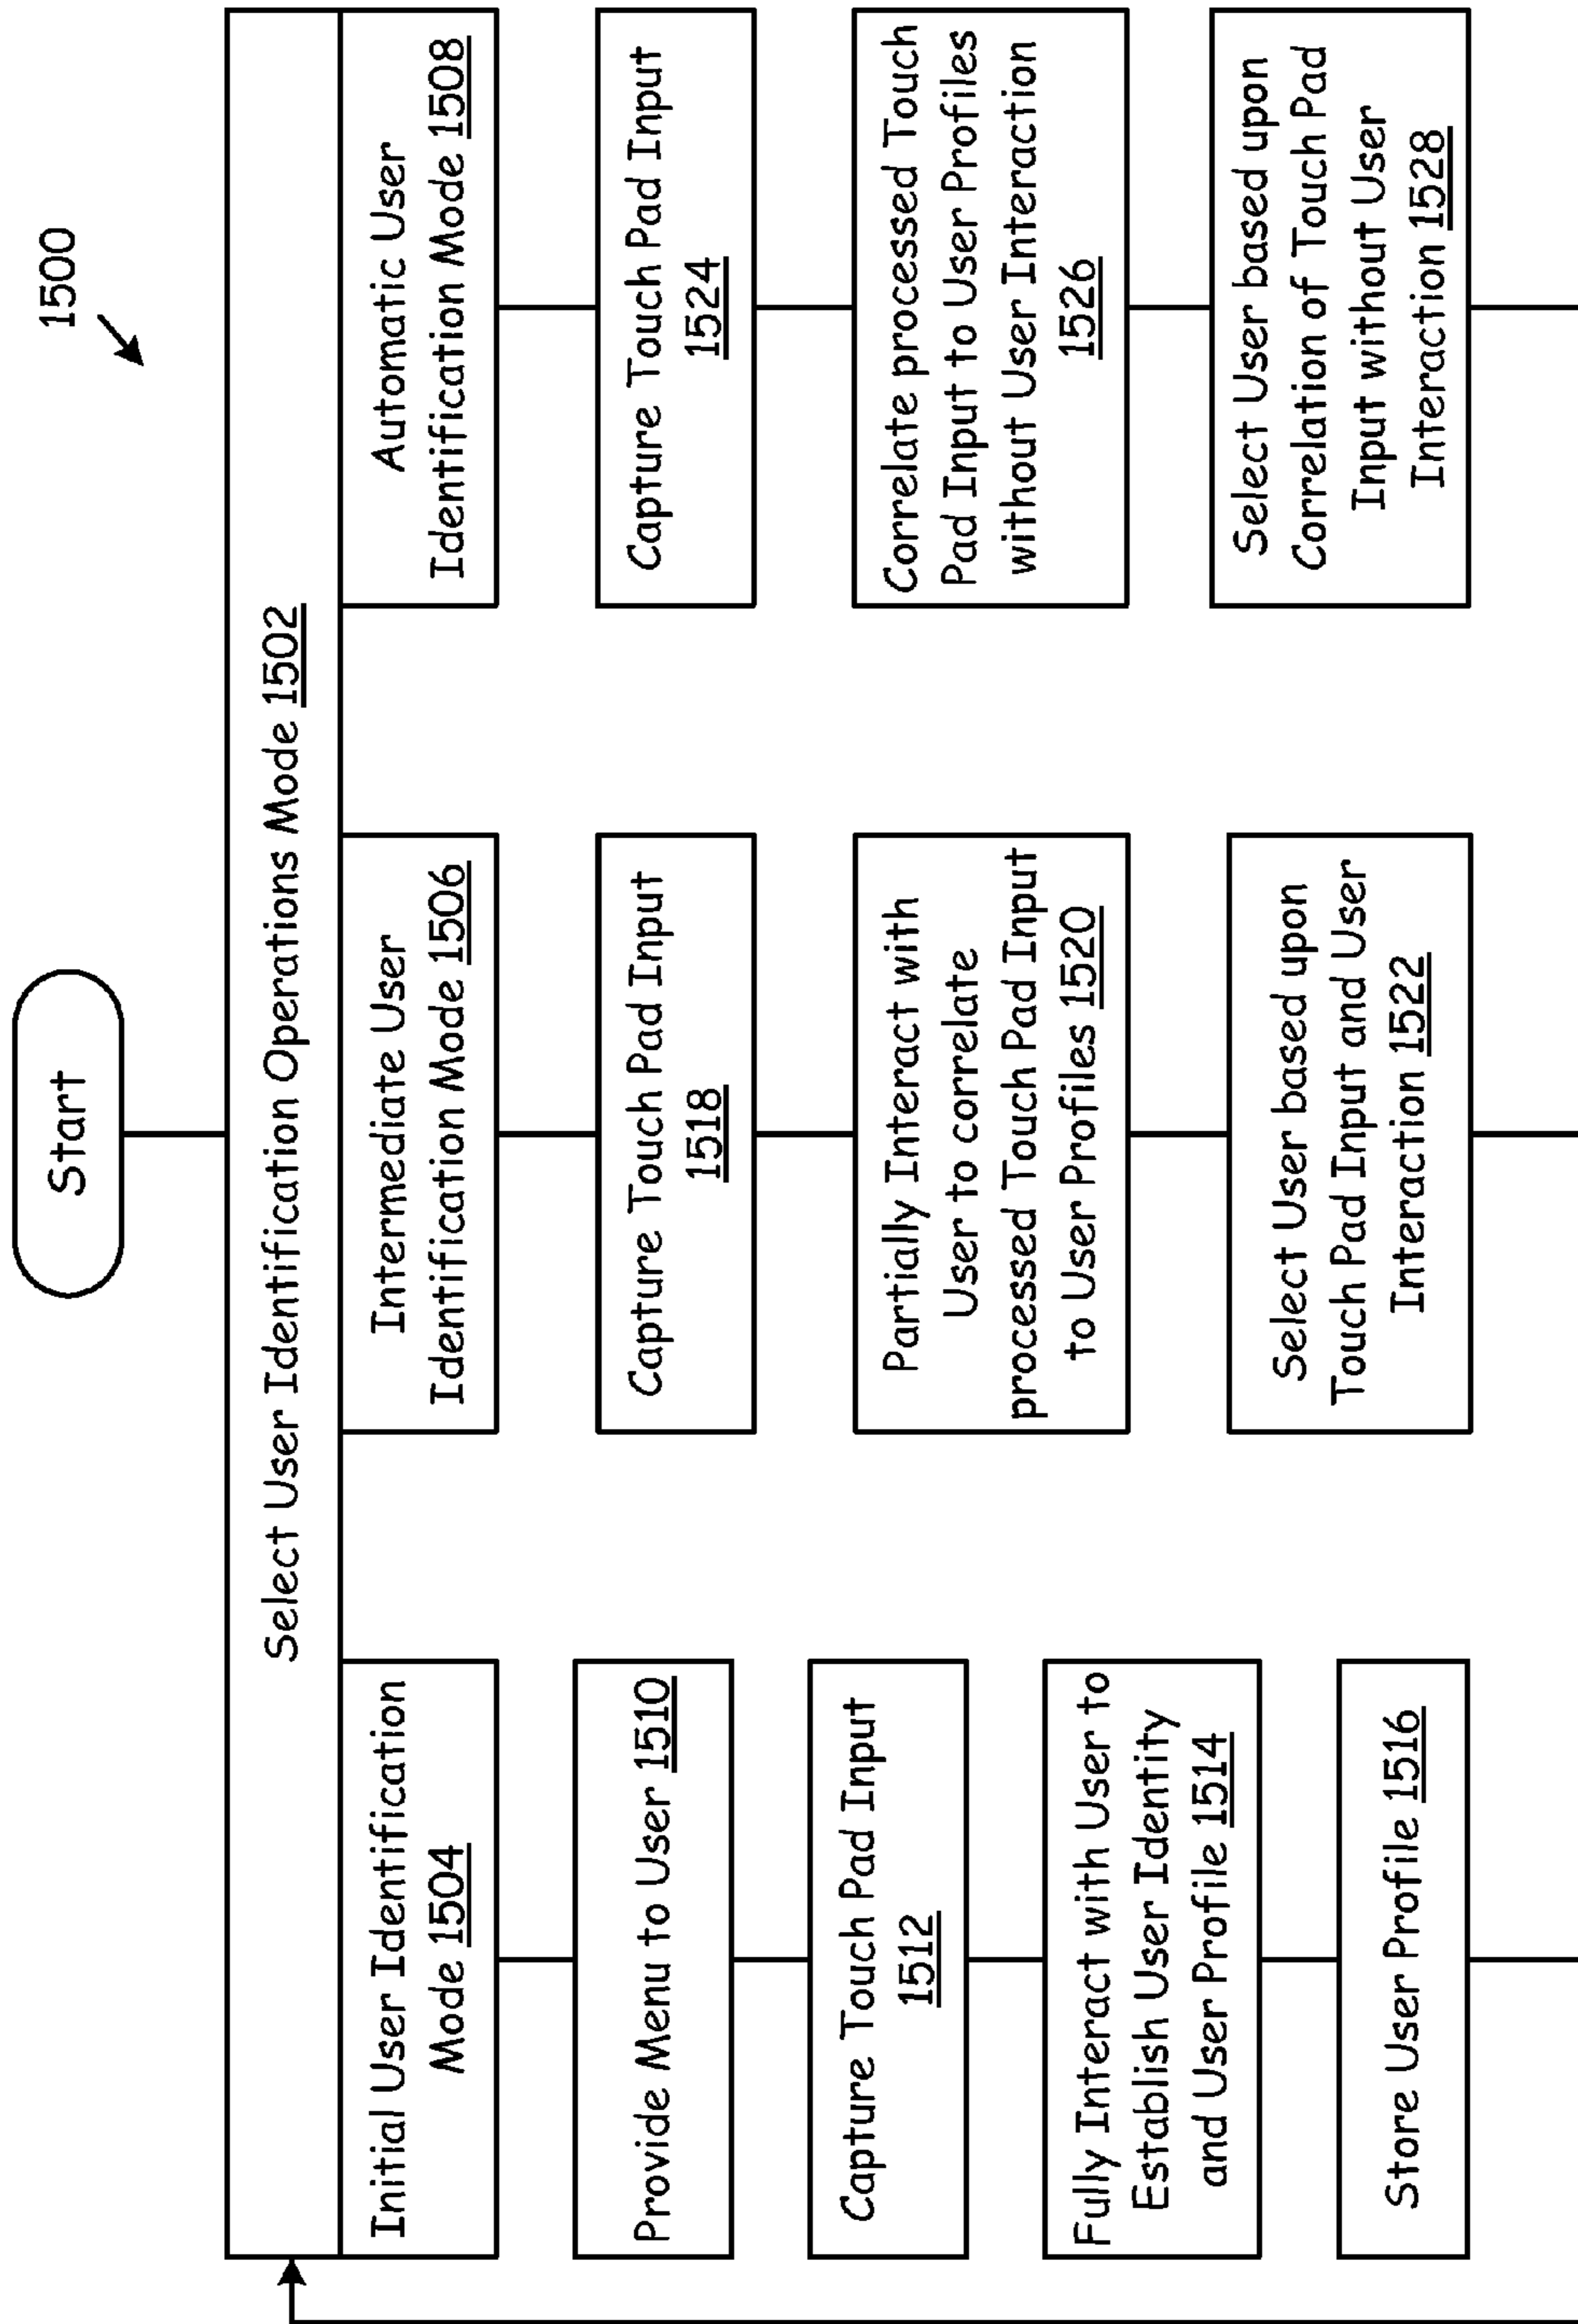 1500
Start
Select User Identification Operations Mode 1502
Initial User Identification
Mode 1504
Provide Menu to User 1510
Capture Touch Pad Input
1512
Fully Interact with User to
Establish User Identity
and User Profile 1514
Store User Profile 1516
Intermediate User
Identification Mode 1506
Capture Touch Pad Input
1518
Partially Interact with
User to correlate
processed Touch Pad Input
to User Profiles 1520
Select User based upon
Touch Pad Input and User
Interaction 1522
Automatic User
Identification Mode 1508
Capture Touch Pad Input
1524
Correlate processed Touch
Pad Input to User Profiles
without User Interaction
1526
Select User based upon
Correlation of Touch Pad
Input without User
Interaction 1528